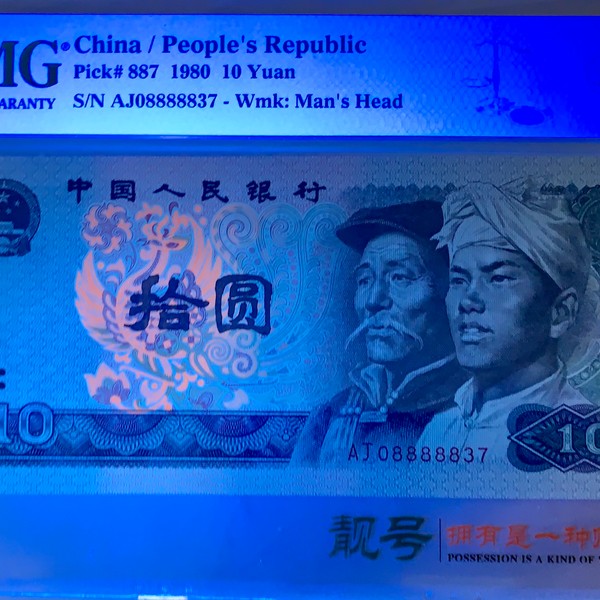 MG® China / People's Republic
Pick# 887 1980 10 Yuan
ARANTY S/N AJ08888837 - Wmk: Man's Head
中国人民银行
拾圆
10
AJ08888837
10
靓号
拥有是一种
POSSESSION IS A KIND OF